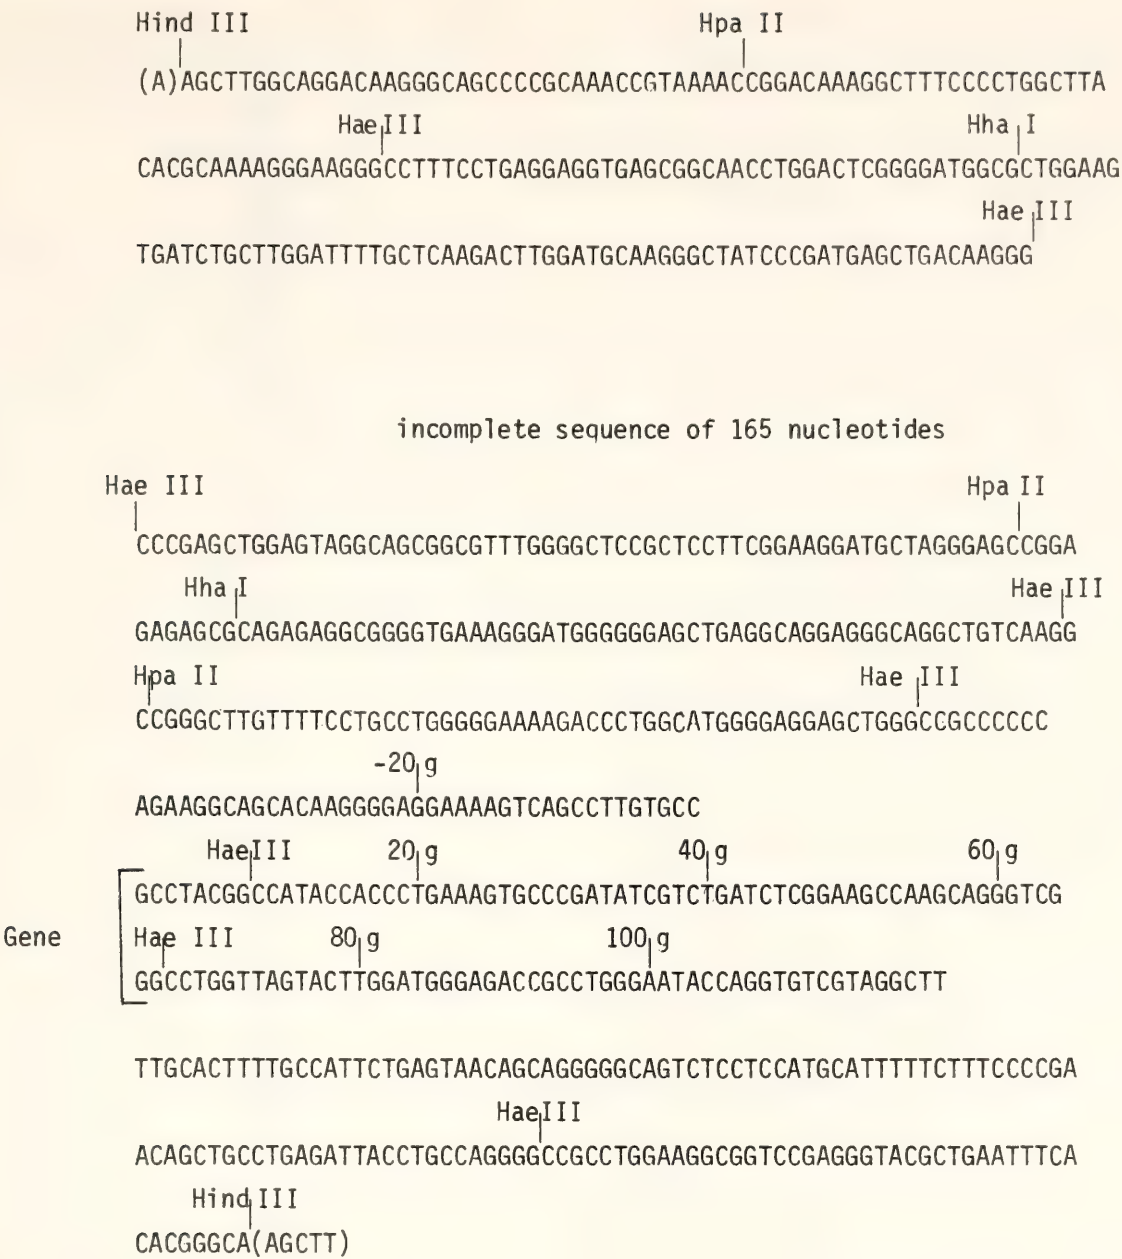 Hind III Hpa II
(A)AGCTTGGCAGGACAAGGGCAGCCCCGCAAACCGTAAAACCGGACAAAGGCTTTCCCCTGGCTTA
Hae III Hha I
CACGCAAAAGGGAAGGGCCTTTCCTGAGGAGGTGAGCGGCAACCTGGACTCGGGGATGGCGCTGGAAG
Hae III
TGATCTGCTTGGATTTTGCTCAAGACTTGGATGCAAGGGCTATCCCGATGAGCTGACAAGGG
incomplete sequence of 165 nucleotides
Hae III Hpa II
CCCGAGCTGGAGTAGGCAGCGGCGTTTGGGGCTCCGCTCCTTCGGAAGGATGCTAGGGAGCCGGA
Hha I Hae III
GAGAGCGCAGAGAGGCGGGGTGAAAGGGATGGGGGGAGCTGAGGCAGGAGGGCAGGCTGTCAAGG
Hpa II Hae III
CCGGGCTTGTTTTCCTGCCTGGGGGAAAAGACCCTGGCATGGGGAGGAGCTGGGCCGCCCCCC
-20 g
AGAAGGCAGCACAAGGGGAGGAAAAGTCAGCCTTGTGCC
Hae III 20 g 40 g 60 g
GCCTACGGCCATACCACCCTGAAAGTGCCCGATATCGTCTGATCTCGGAAGCCAAGCAGGGTCG
Gene Hae III 80 g 100 g
GGCCTGGTTAGTACTTGGATGGGAGACCGCCTGGGAATACCAGGTGTCGTAGGCTT
TTGCACTTTTGCCATTCTGAGTAACAGCAGGGGGCAGTCTCCTCCATGCATTTTTCTTTCCCCGA
Hae III
ACAGCTGCCTGAGATTACCTGCCAGGGGCCGCCTGGAAGGCGGTCCGAGGGTACGCTGAATTTCA
Hind III
CACGGGCA(AGCTT)